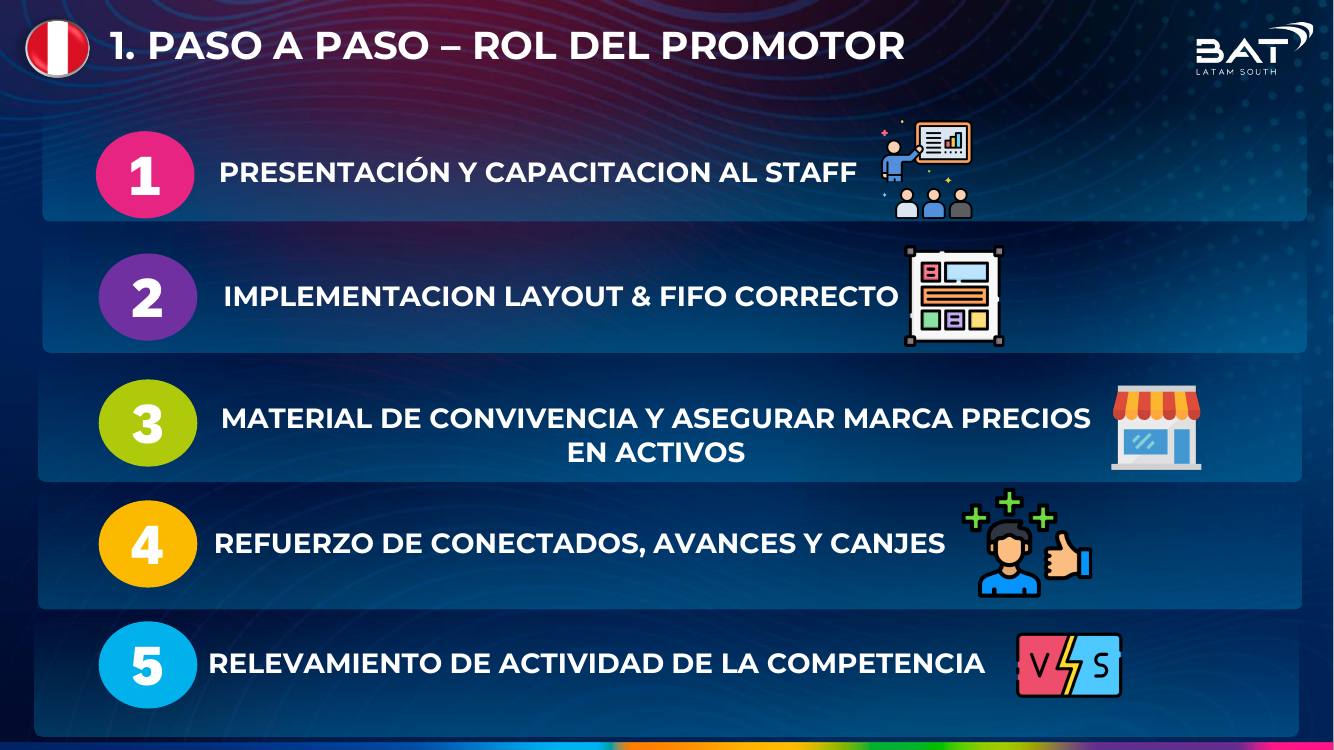 1. PASO A PASO – ROL DEL PROMOTOR
BAT
LATAM SOUTH
1
PRESENTACIÓN Y CAPACITACION AL STAFF
2
IMPLEMENTACION LAYOUT & FIFO CORRECTO
3
MATERIAL DE CONVIVENCIA Y ASEGURAR MARCA PRECIOS
EN ACTIVOS
4
REFUERZO DE CONECTADOS, AVANCES Y CANJES
5
RELEVAMIENTO DE ACTIVIDAD DE LA COMPETENCIA
V S